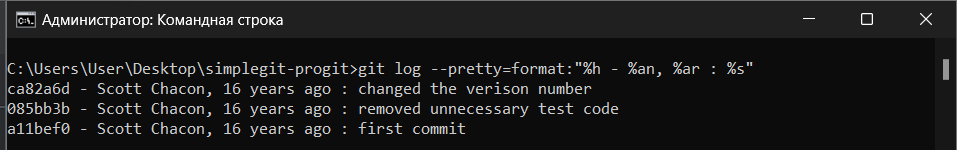 Администратор: Командная строка
C:\Users\User\Desktop\simplegit-progit>git log --pretty=format:"%h - %an, %ar : %s"
ca82a6d - Scott Chacon, 16 years ago : changed the verison number
085bb3b - Scott Chacon, 16 years ago : removed unnecessary test code
a11bef0 - Scott Chacon, 16 years ago : first commit